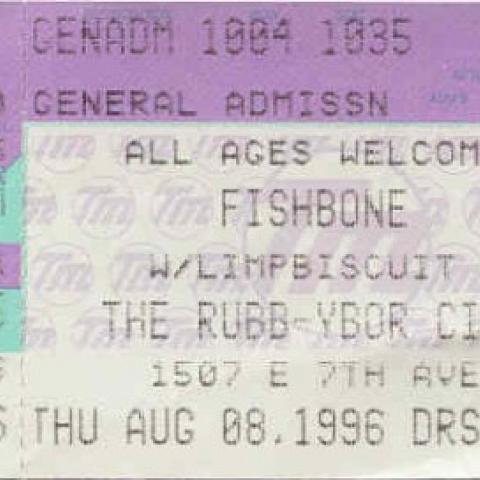 GENADM 1004 1035
GENERAL ADMISSN
ALL AGES WELCOM
FISHBONE
W/LIMPBISCUIT
THE RUBB-YBOR CI
1507 E 7TH AVE
THU AUG 08.1996 DRS